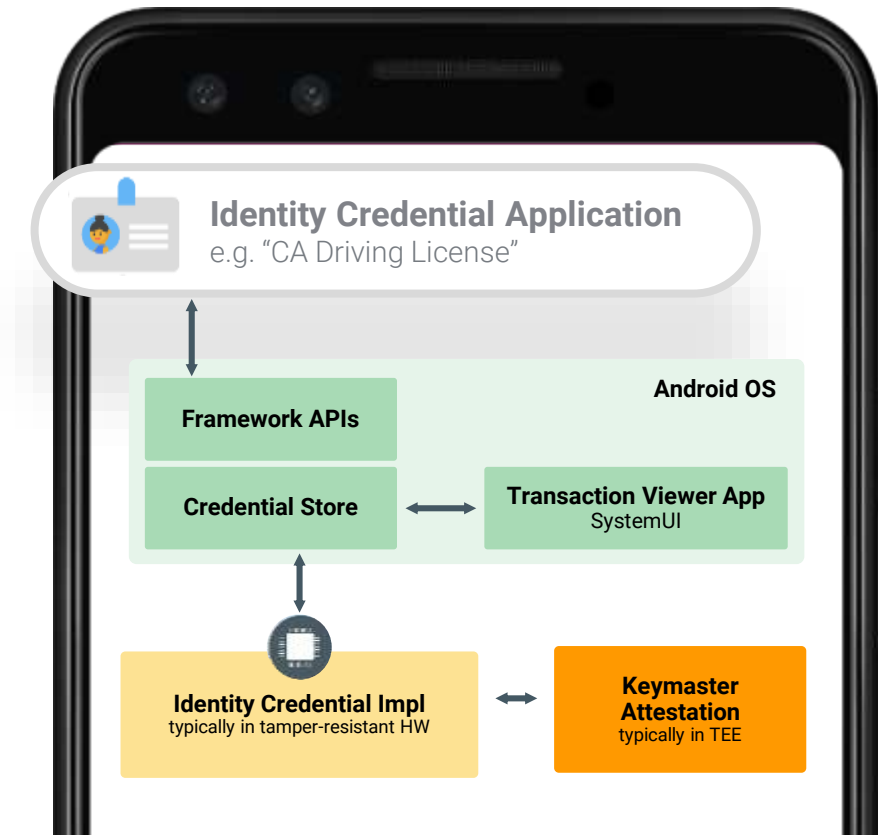 Identity Credential Application
e.g. “CA Driving License”
Android OS
Framework APIs
Credential Store
Transaction Viewer App
SystemUI
Identity Credential Impl
typically in tamper-resistant HW
Keymaster
Attestation
typically in TEE